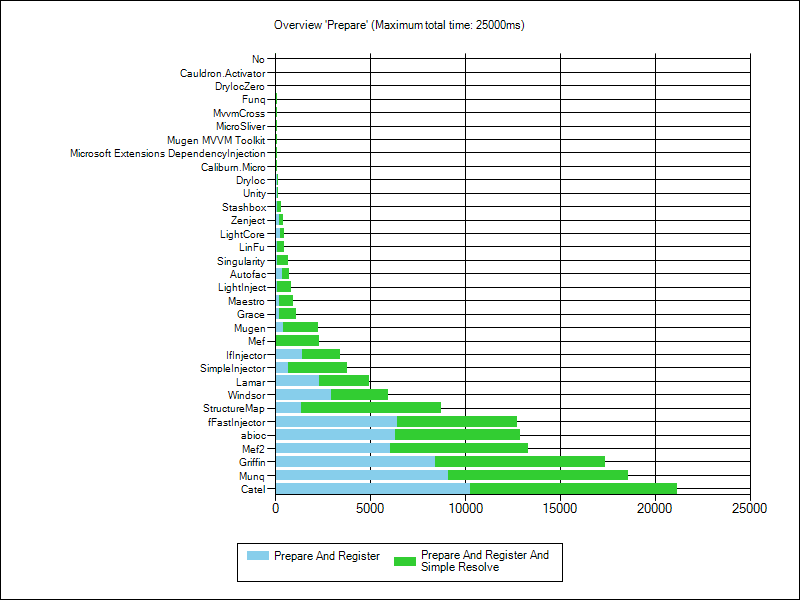 Overview 'Prepare' (Maximum total time: 25000ms)
No
Cauldron.Activator
DryIocZero
Funq
MvvmCross
MicroSliver
Mugen MVVM Toolkit
Microsoft Extensions DependencyInjection
Caliburn.Micro
DryIoc
Unity
Stashbox
Zenject
LightCore
LinFu
Singularity
Autofac
LightInject
Maestro
Grace
Mugen
Mef
IfInjector
SimpleInjector
Lamar
Windsor
StructureMap
fFastInjector
abioc
Mef2
Griffin
Munq
Catel
0 5000 10000 15000 20000 25000
Prepare And Register
Prepare And Register And
Simple Resolve